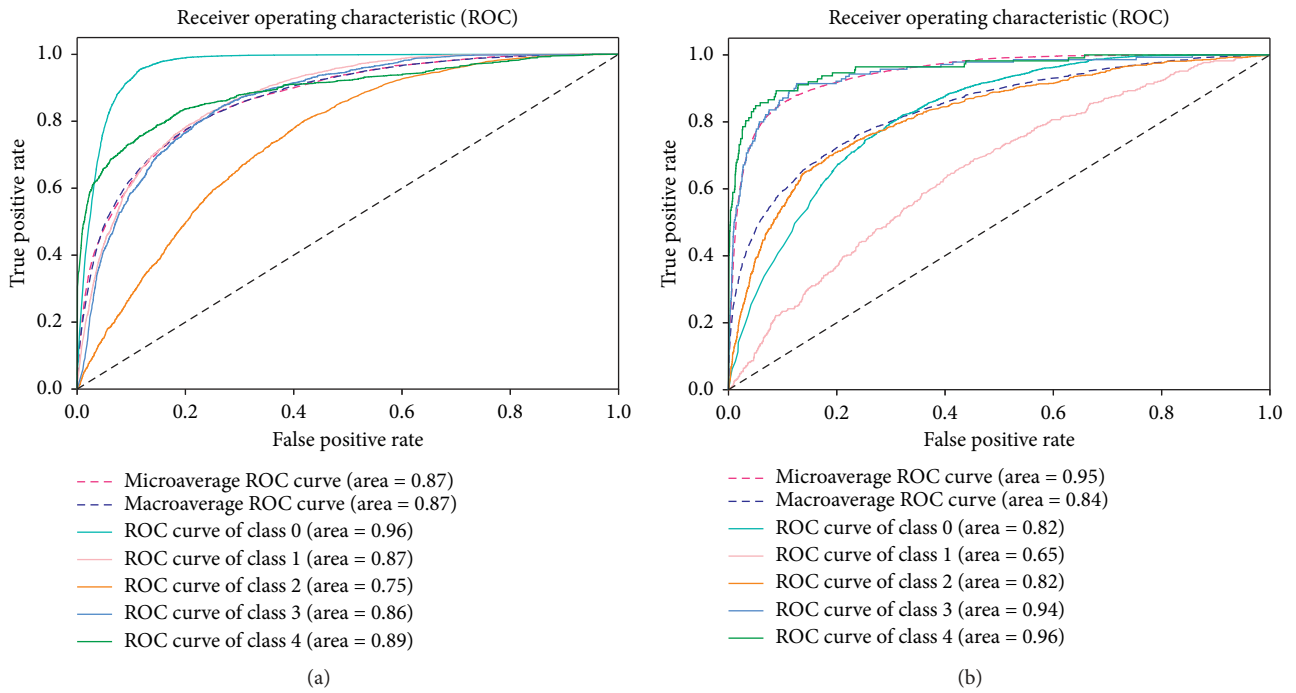 Receiver operating characteristic (ROC)
1.0
0.8
0.6
0.4
0.2
0.0
True positive rate
0.0 0.2 0.4 0.6 0.8 1.0
False positive rate
Microaverage ROC curve (area = 0.87)
Macroaverage ROC curve (area = 0.87)
ROC curve of class 0 (area = 0.96)
ROC curve of class 1 (area = 0.87)
ROC curve of class 2 (area = 0.75)
ROC curve of class 3 (area = 0.86)
ROC curve of class 4 (area = 0.89)
(a)
Receiver operating characteristic (ROC)
1.0
0.8
0.6
0.4
0.2
0.0
True positive rate
0.0 0.2 0.4 0.6 0.8 1.0
False positive rate
Microaverage ROC curve (area = 0.95)
Macroaverage ROC curve (area = 0.84)
ROC curve of class 0 (area = 0.82)
ROC curve of class 1 (area = 0.65)
ROC curve of class 2 (area = 0.82)
ROC curve of class 3 (area = 0.94)
ROC curve of class 4 (area = 0.96)
(b)